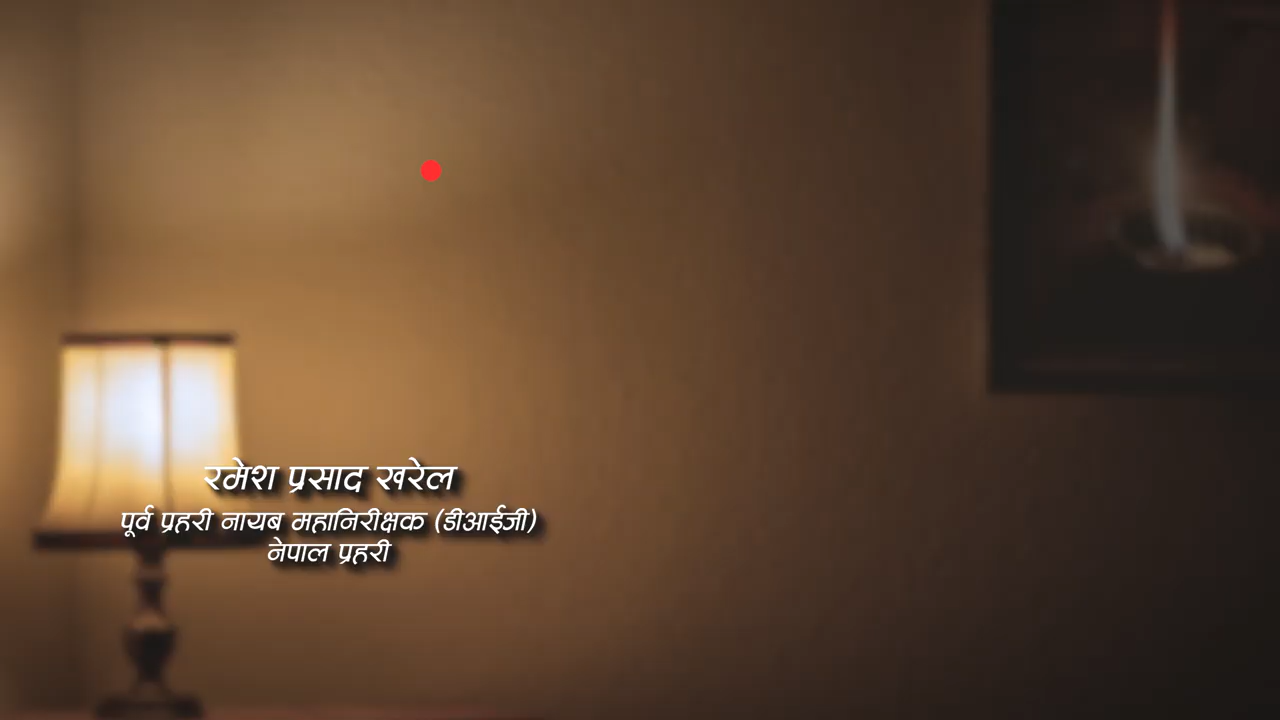 रमेश प्रसाद खरेल
पूर्व प्रहरी नायब महानिरीक्षक (डीआईजी)
नेपाल प्रहरी